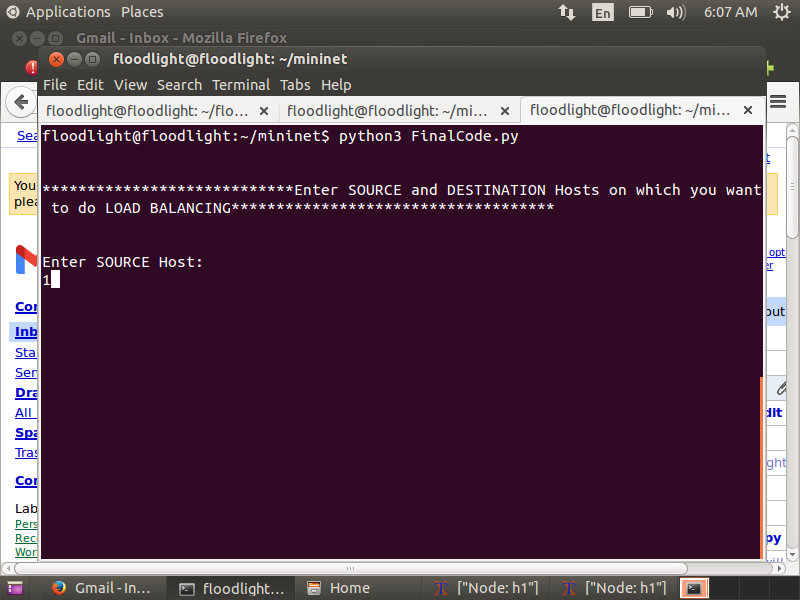 Applications Places En 6:07 AM
Gmail - Inbox - Mozilla Firefox
floodlight@floodlight: ~/mininet
File Edit View Search Terminal Tabs Help
floodlight@floodlight: ~/flo... × floodlight@floodlight: ~/mi... × floodlight@floodlight: ~/mi... ×
Sea
floodlight@floodlight:~/mininet$ python3 FinalCode.py
You
plea
****************************Enter SOURCE and DESTINATION Hosts on which you want
to do LOAD BALANCING************************************
opt
er
Enter SOURCE Host:
1
Cor
out
Inb
Sta
Sen
Dra
All
dit
Spa
Tras
ght
Cor
Lab
Pers
Rec
py
Wor
Gmail - In... floodlight... Home ["Node: h1"] ["Node: h1"]